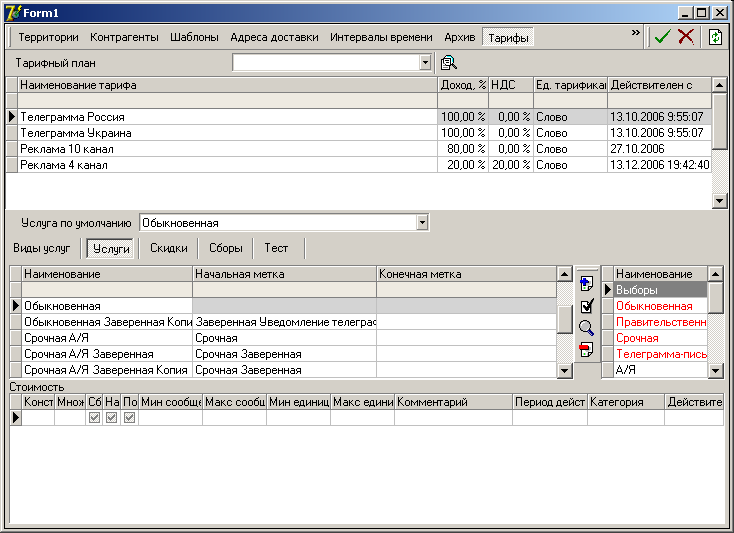 Form1
Территории Контрагенты Шаблоны Адреса доставки Интервалы времени Архив Тарифы »
Тарифный план
Наименование тарифа Доход, % НДС Ед. тарифика Действителен с
Телеграмма Россия 100,00 % 0,00 % Слово 13.10.2006 9:55:07
Телеграмма Украина 100,00 % 0,00 % Слово 13.10.2006 9:55:07
Реклама 10 канал 80,00 % 0,00 % Слово 27.10.2006
Реклама 4 канал 20,00 % 20,00 % Слово 13.12.2006 19:42:40
Услуга по умолчанию Обыкновенная
Виды услуг Услуги Скидки Сборы Тест
Наименование Начальная метка Конечная метка Наименование
Выборы
Обыкновенная Обыкновенная
Обыкновенная Заверенная Копи Заверенная Уведомление телеграф Правительственн
Срочная А/Я Срочная Срочная
Срочная А/Я Заверенная Срочная Заверенная Телеграмма-пись
Срочная А/Я Заверенная Копия Срочная Заверенная А/Я
Стоимость
Конст Множ Сб На По Мин сообще Макс сообщ Мин единиц Макс едини Комментарий Период дейст Категория Действите